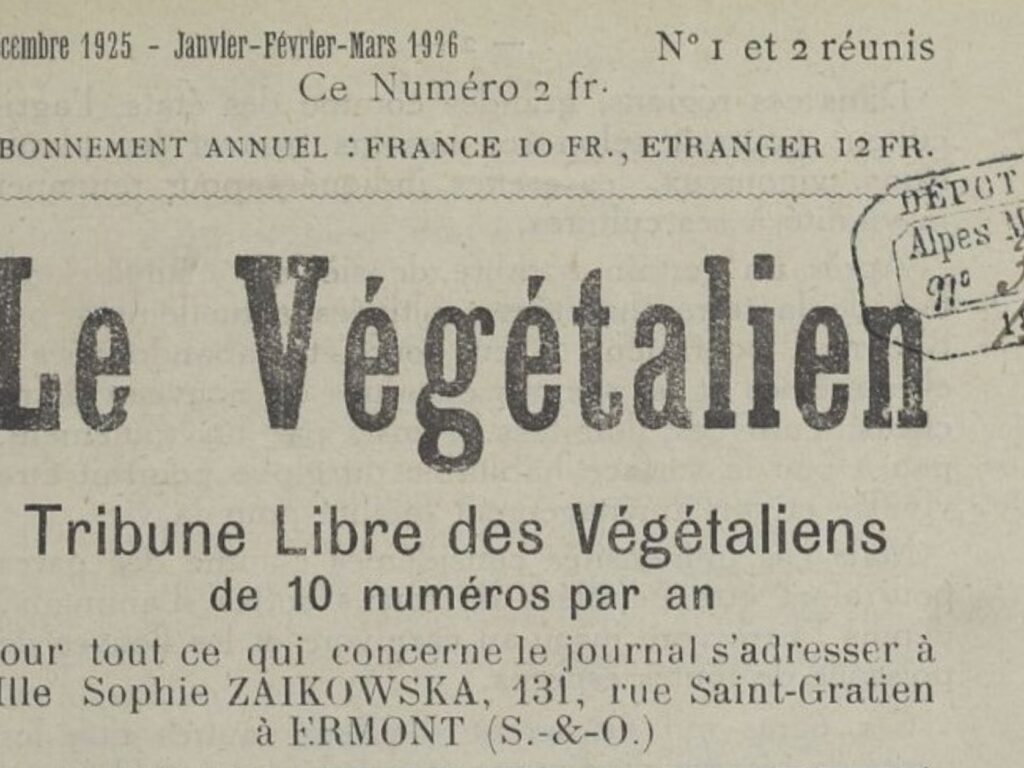 cembre 1925 - Janvier-Février-Mars 1926 N° 1 et 2 réunis
Ce Numéro 2 fr.
BONNEMENT ANNUEL : FRANCE 10 FR., ETRANGER 12 FR.
DÉPOT
Alpes M
Nº
Le Végétalien
Tribune Libre des Végétaliens
de 10 numéros par an
our tout ce qui concerne le journal s'adresser à
lle Sophie ZAÏKOWSKA, 131, rue Saint-Gratien
à ERMONT (S.-&-O.)